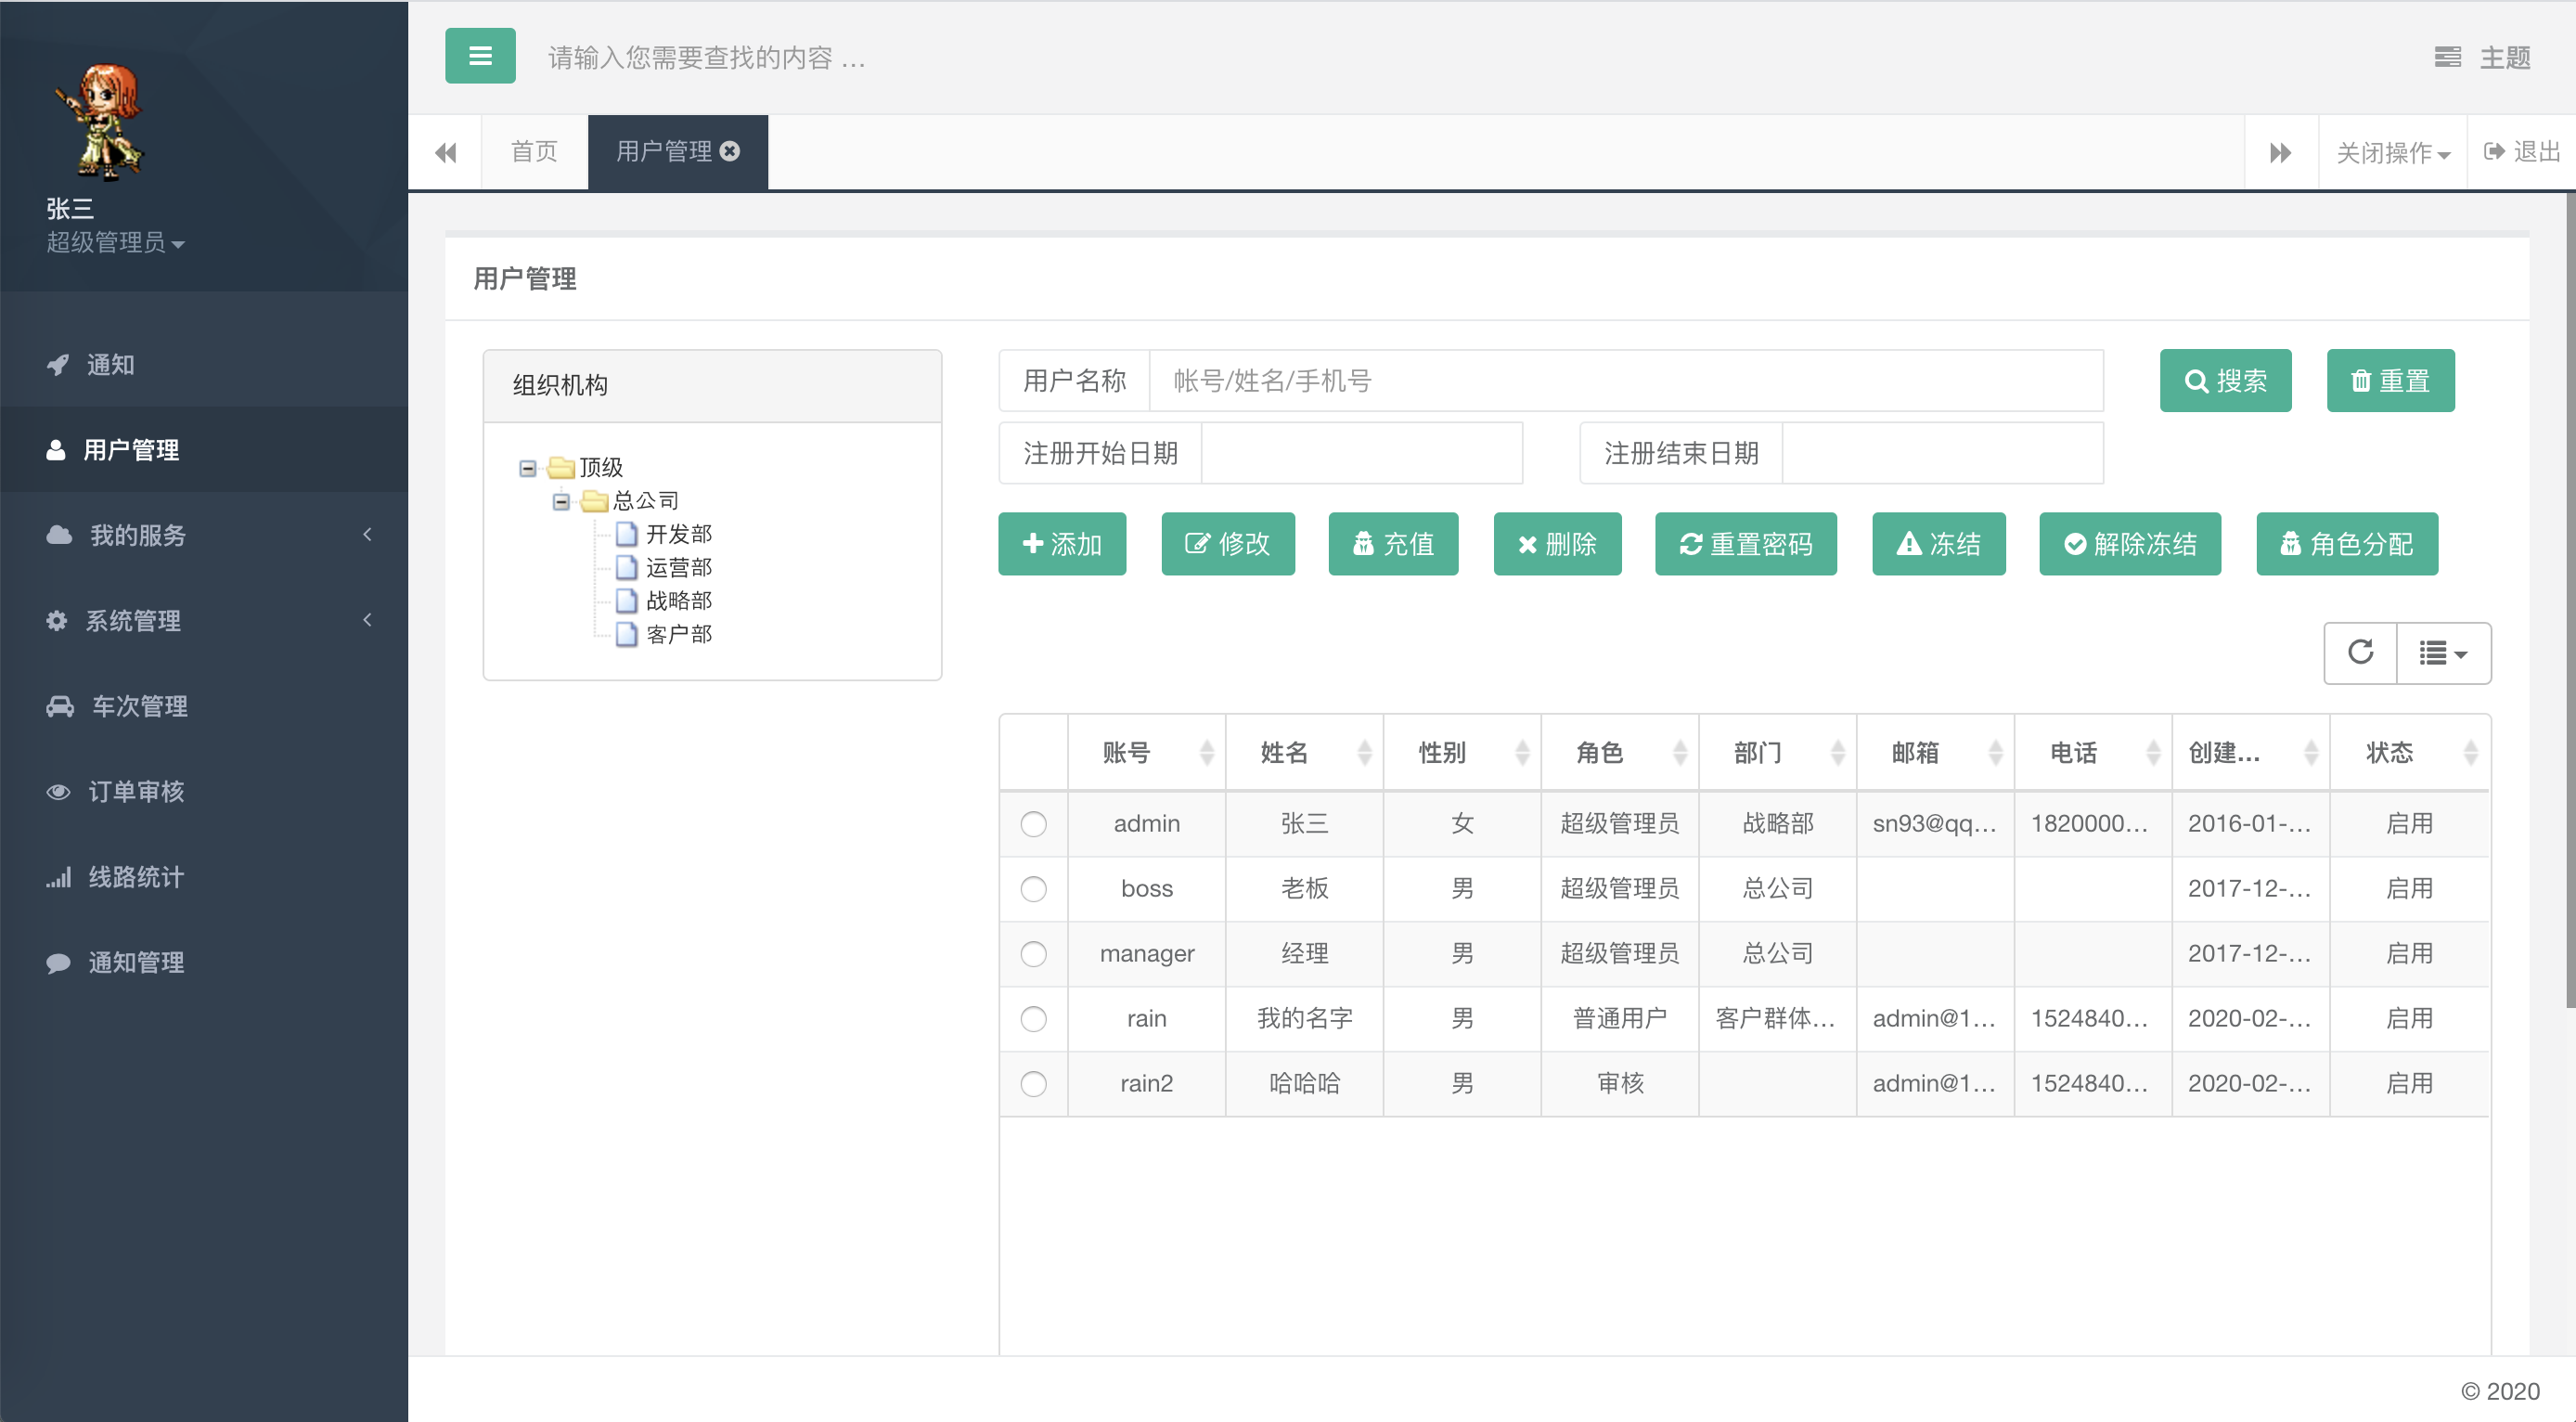 请输入您需要查找的内容 …
主题
首页
用户管理
关闭操作
退出
张三
超级管理员
通知
用户管理
我的服务
系统管理
车次管理
订单审核
线路统计
通知管理
用户管理
组织机构
顶级
总公司
开发部
运营部
战略部
客户部
用户名称 帐号/姓名/手机号 搜索 重置
注册开始日期 注册结束日期
添加 修改 充值 删除 重置密码 冻结 解除冻结 角色分配
账号 姓名 性别 角色 部门 邮箱 电话 创建... 状态
admin 张三 女 超级管理员 战略部 sn93@qq... 1820000... 2016-01-... 启用
boss 老板 男 超级管理员 总公司 2017-12-... 启用
manager 经理 男 超级管理员 总公司 2017-12-... 启用
rain 我的名字 男 普通用户 客户群体... admin@1... 1524840... 2020-02-... 启用
rain2 哈哈哈 男 审核 admin@1... 1524840... 2020-02-... 启用
© 2020